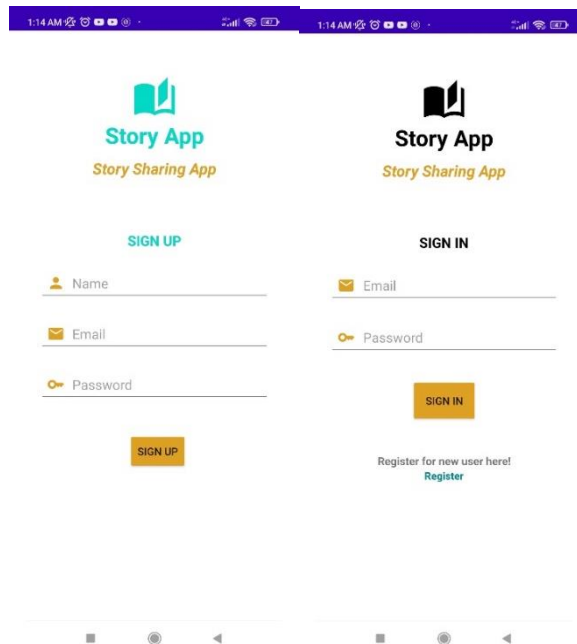 1:14 AM
Story App
Story Sharing App
SIGN UP
Name
Email
Password
SIGN UP
1:14 AM
Story App
Story Sharing App
SIGN IN
Email
Password
SIGN IN
Register for new user here!
Register